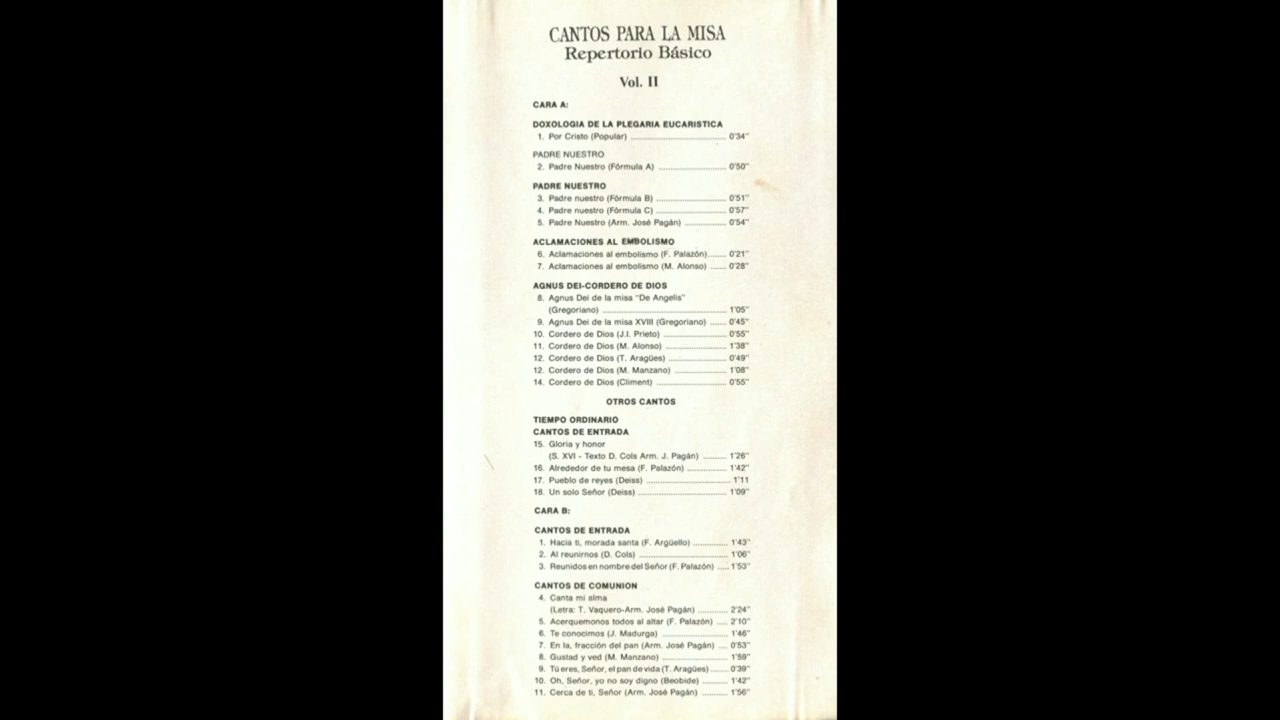 CANTOS PARA LA MISA
Repertorio Básico
Vol. II
CARA A:
DOXOLOGIA DE LA PLEGARIA EUCARISTICA
1. Por Cristo (Popular) ........................ 0'34"
PADRE NUESTRO
2. Padre Nuestro (Fórmula A) ................. 0'50"
PADRE NUESTRO
3. Padre nuestro (Fórmula B) ................. 0'51"
4. Padre nuestro (Fórmula C) ................. 0'57"
5. Padre Nuestro (Arm. José Pagán) ........... 0'54"
ACLAMACIONES AL EMBOLISMO
6. Aclamaciones al embolismo (F. Palazón)...... 0'21"
7. Aclamaciones al embolismo (M. Alonso) ...... 0'28"
AGNUS DEI-CORDERO DE DIOS
8. Agnus Dei de la misa "De Angelis"
(Gregoriano) ............................... 1'05"
9. Agnus Dei de la misa XVIII (Gregoriano) ...... 0'45"
10. Cordero de Dios (J.I. Prieto) ............... 0'55"
11. Cordero de Dios (M. Alonso) ............... 1'38"
12. Cordero de Dios (T. Aragües) .............. 0'49"
12. Cordero de Dios (M. Manzano) ............. 1'08"
14. Cordero de Dios (Climent) ................. 0'55"
OTROS CANTOS
TIEMPO ORDINARIO
CANTOS DE ENTRADA
15. Gloria y honor
(S. XVI - Texto D. Cols Arm. J. Pagán) ........ 1'26"
16. Alrededor de tu mesa (F. Palazón) .......... 1'42"
17. Pueblo de reyes (Deiss) .................... 1'11
18. Un solo Señor (Deiss) ...................... 1'09"
CARA B:
CANTOS DE ENTRADA
1. Hacia ti, morada santa (F. Argüello) .......... 1'43"
2. Al reunirnos (D. Cols) ...................... 1'06"
3. Reunidos en nombre del Señor (F. Palazón) ..... 1'53"
CANTOS DE COMUNION
4. Canta mi alma
(Letra: T. Vaquero-Arm. José Pagán) .......... 2'24"
5. Acerquemonos todos al altar (F. Palazón) .... 2'10"
6. Te conocimos (J. Madurga) ................. 1'46"
7. En la, fracción del pan (Arm. José Pagán) .... 0'53"
8. Gustad y ved (M. Manzano) ................. 1'59"
9. Tú eres, Señor, el pan de vida (T. Aragües) ....... 0'39"
10. Oh, Señor, yo no soy digno (Beobide) ........ 1'42"
11. Cerca de ti, Señor (Arm. José Pagán) ......... 1'56"